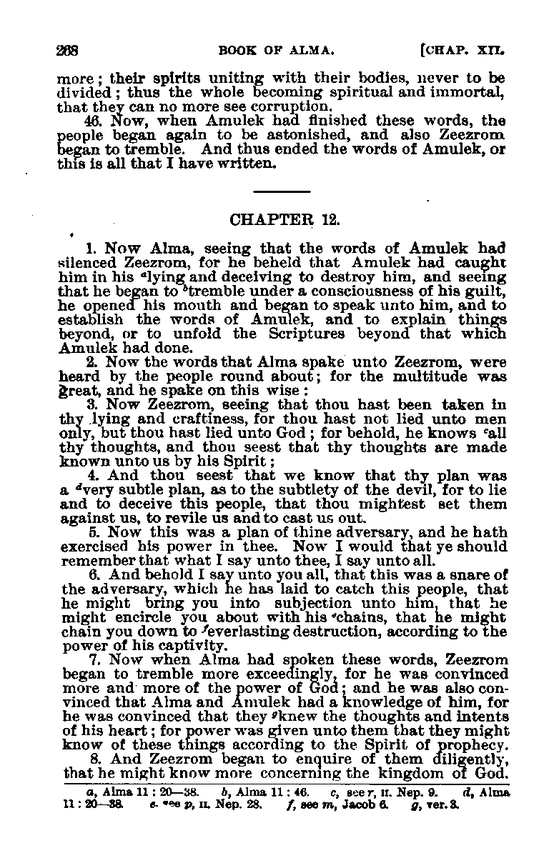 268 BOOK OF ALMA. [CHAP. XII.
more; their spirits uniting with their bodies, never to be
divided; thus the whole becoming spiritual and immortal,
that they can no more see corruption.
46. Now, when Amulek had finished these words, the
people began again to be astonished, and also Zeezrom
began to tremble. And thus ended the words of Amulek, or
this is all that I have written.
CHAPTER 12.
1. Now Alma, seeing that the words of Amulek had
silenced Zeezrom, for he beheld that Amulek had caught
him in his ᵃlying and deceiving to destroy him, and seeing
that he began to ᵇtremble under a consciousness of his guilt,
he opened his mouth and began to speak unto him, and to
establish the words of Amulek, and to explain things
beyond, or to unfold the Scriptures beyond that which
Amulek had done.
2. Now the words that Alma spake unto Zeezrom, were
heard by the people round about; for the multitude was
great, and he spake on this wise:
3. Now Zeezrom, seeing that thou hast been taken in
thy lying and craftiness, for thou hast not lied unto men
only, but thou hast lied unto God; for behold, he knows ᶜall
thy thoughts, and thou seest that thy thoughts are made
known unto us by his Spirit;
4. And thou seest that we know that thy plan was
a ᵈvery subtle plan, as to the subtlety of the devil, for to lie
and to deceive this people, that thou mightest set them
against us, to revile us and to cast us out.
5. Now this was a plan of thine adversary, and he hath
exercised his power in thee. Now I would that ye should
remember that what I say unto thee, I say unto all.
6. And behold I say unto you all, that this was a snare of
the adversary, which he has laid to catch this people, that
he might bring you into subjection unto him, that he
might encircle you about with his ᵉchains, that he might
chain you down to ᶠeverlasting destruction, according to the
power of his captivity.
7. Now when Alma had spoken these words, Zeezrom
began to tremble more exceedingly, for he was convinced
more and more of the power of God; and he was also con-
vinced that Alma and Amulek had a knowledge of him, for
he was convinced that they ᵍknew the thoughts and intents
of his heart; for power was given unto them that they might
know of these things according to the Spirit of prophecy.
8. And Zeezrom began to enquire of them diligently,
that he might know more concerning the kingdom of God.
a, Alma 11: 20—38. b, Alma 11: 46. c, see r, II. Nep. 9. d, Alma
11: 20—38. e. see p, II. Nep. 28. f, see m, Jacob 6. g, ver. 3.